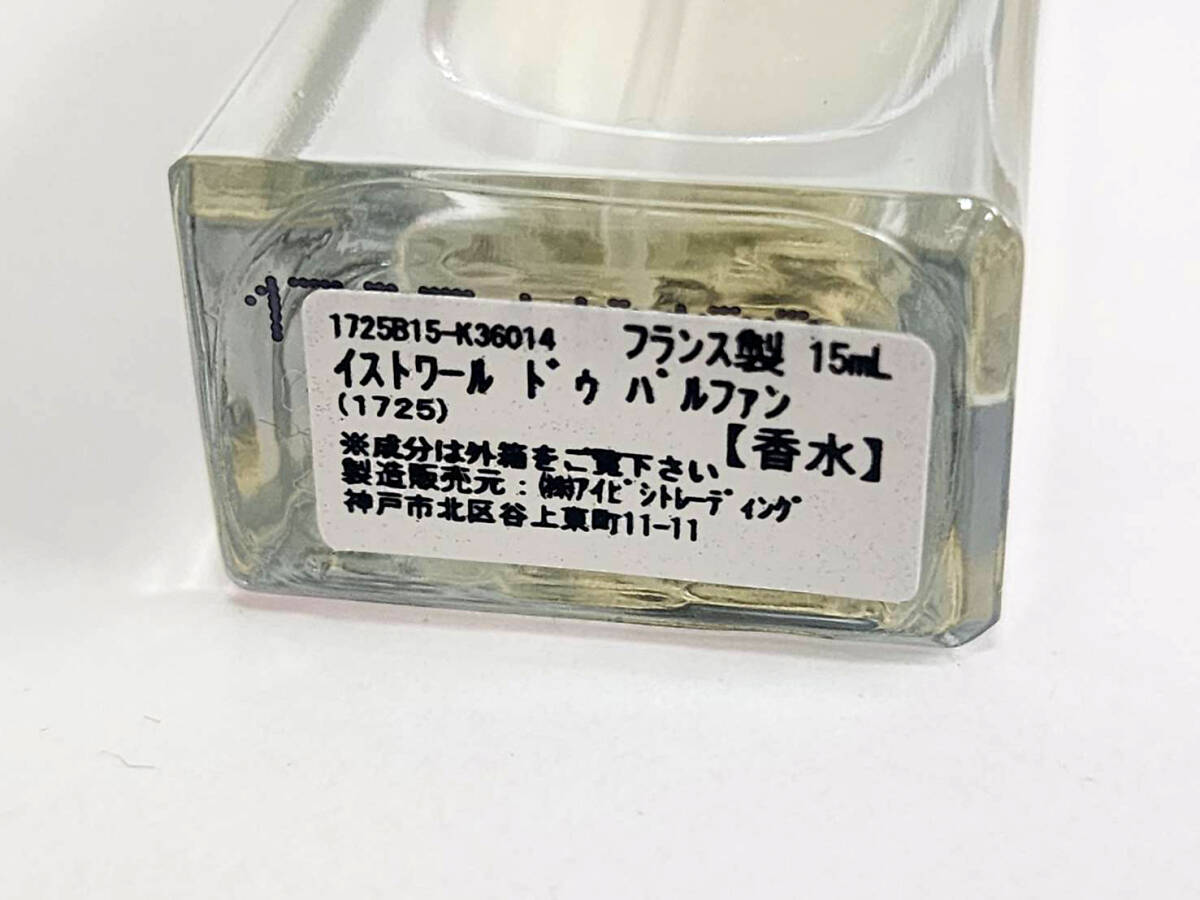 1725B15-K36014 フランス製 15mL
イストワール ドゥ パルファン
(1725) 【香水】
※成分は外箱をご覧下さい
製造販売元:㈱アイビシトレーディング
神戸市北区谷上東町11-11